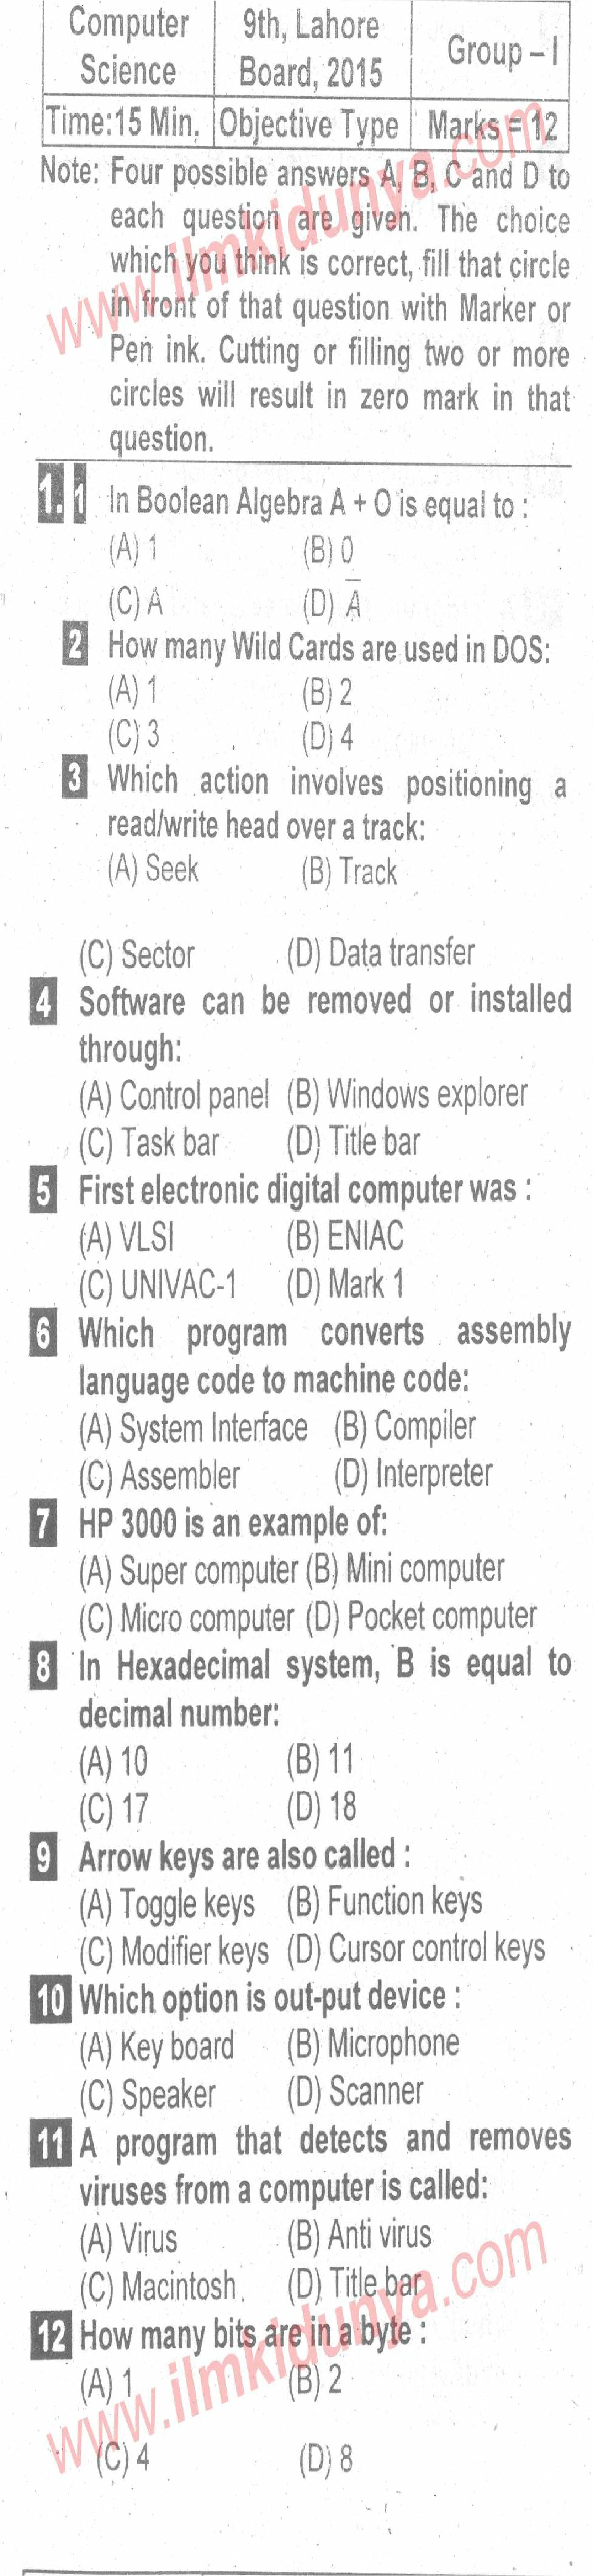 Computer Science
9th, Lahore Board, 2015
Group – I
Time:15 Min.
Objective Type
Marks = 12
Note: Four possible answers A, B, C and D to
each question are given. The choice
which you think is correct, fill that circle
in front of that question with Marker or
Pen ink. Cutting or filling two or more
circles will result in zero mark in that
question.
1. 1 In Boolean Algebra A + O is equal to :
(A) 1 (B) 0
(C) A (D) A̅
2 How many Wild Cards are used in DOS:
(A) 1 (B) 2
(C) 3 (D) 4
3 Which action involves positioning a
read/write head over a track:
(A) Seek (B) Track
(C) Sector (D) Data transfer
4 Software can be removed or installed
through:
(A) Control panel (B) Windows explorer
(C) Task bar (D) Title bar
5 First electronic digital computer was :
(A) VLSI (B) ENIAC
(C) UNIVAC-1 (D) Mark 1
6 Which program converts assembly
language code to machine code:
(A) System Interface (B) Compiler
(C) Assembler (D) Interpreter
7 HP 3000 is an example of:
(A) Super computer (B) Mini computer
(C) Micro computer (D) Pocket computer
8 In Hexadecimal system, B is equal to
decimal number:
(A) 10 (B) 11
(C) 17 (D) 18
9 Arrow keys are also called :
(A) Toggle keys (B) Function keys
(C) Modifier keys (D) Cursor control keys
10 Which option is out-put device :
(A) Key board (B) Microphone
(C) Speaker (D) Scanner
11 A program that detects and removes
viruses from a computer is called:
(A) Virus (B) Anti virus
(C) Macintosh (D) Title bar
12 How many bits are in a byte :
(A) 1 (B) 2
(C) 4 (D) 8
www.ilmkidunya.com
www.ilmkidunya.com